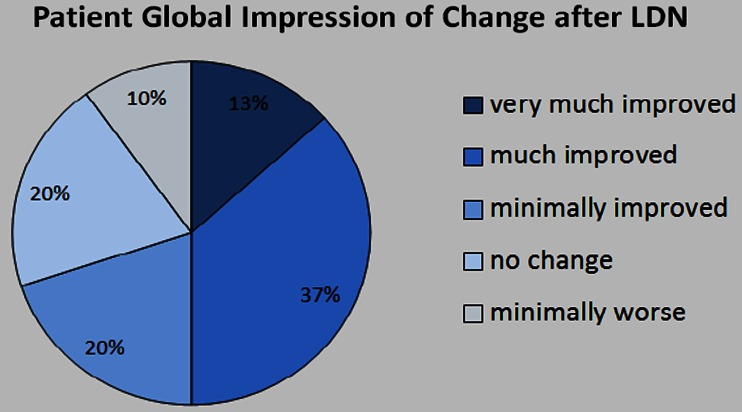 Patient Global Impression of Change after LDN
10%
13%
20%
37%
20%
very much improved
much improved
minimally improved
no change
minimally worse